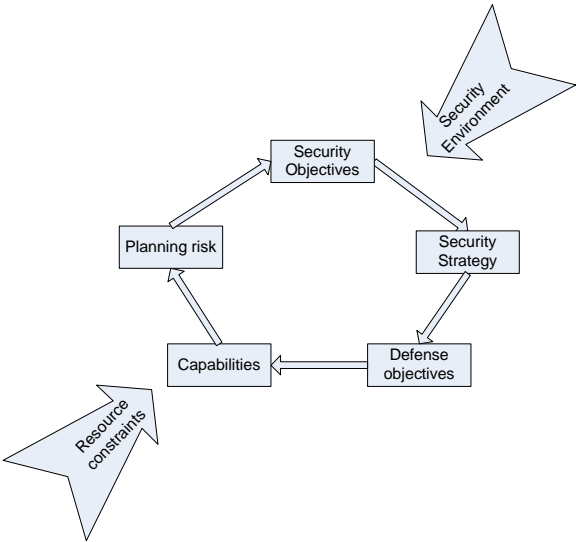 Security
Environment
Security
Objectives
Planning risk
Security
Strategy
Capabilities
Defense
objectives
Resource
constraints